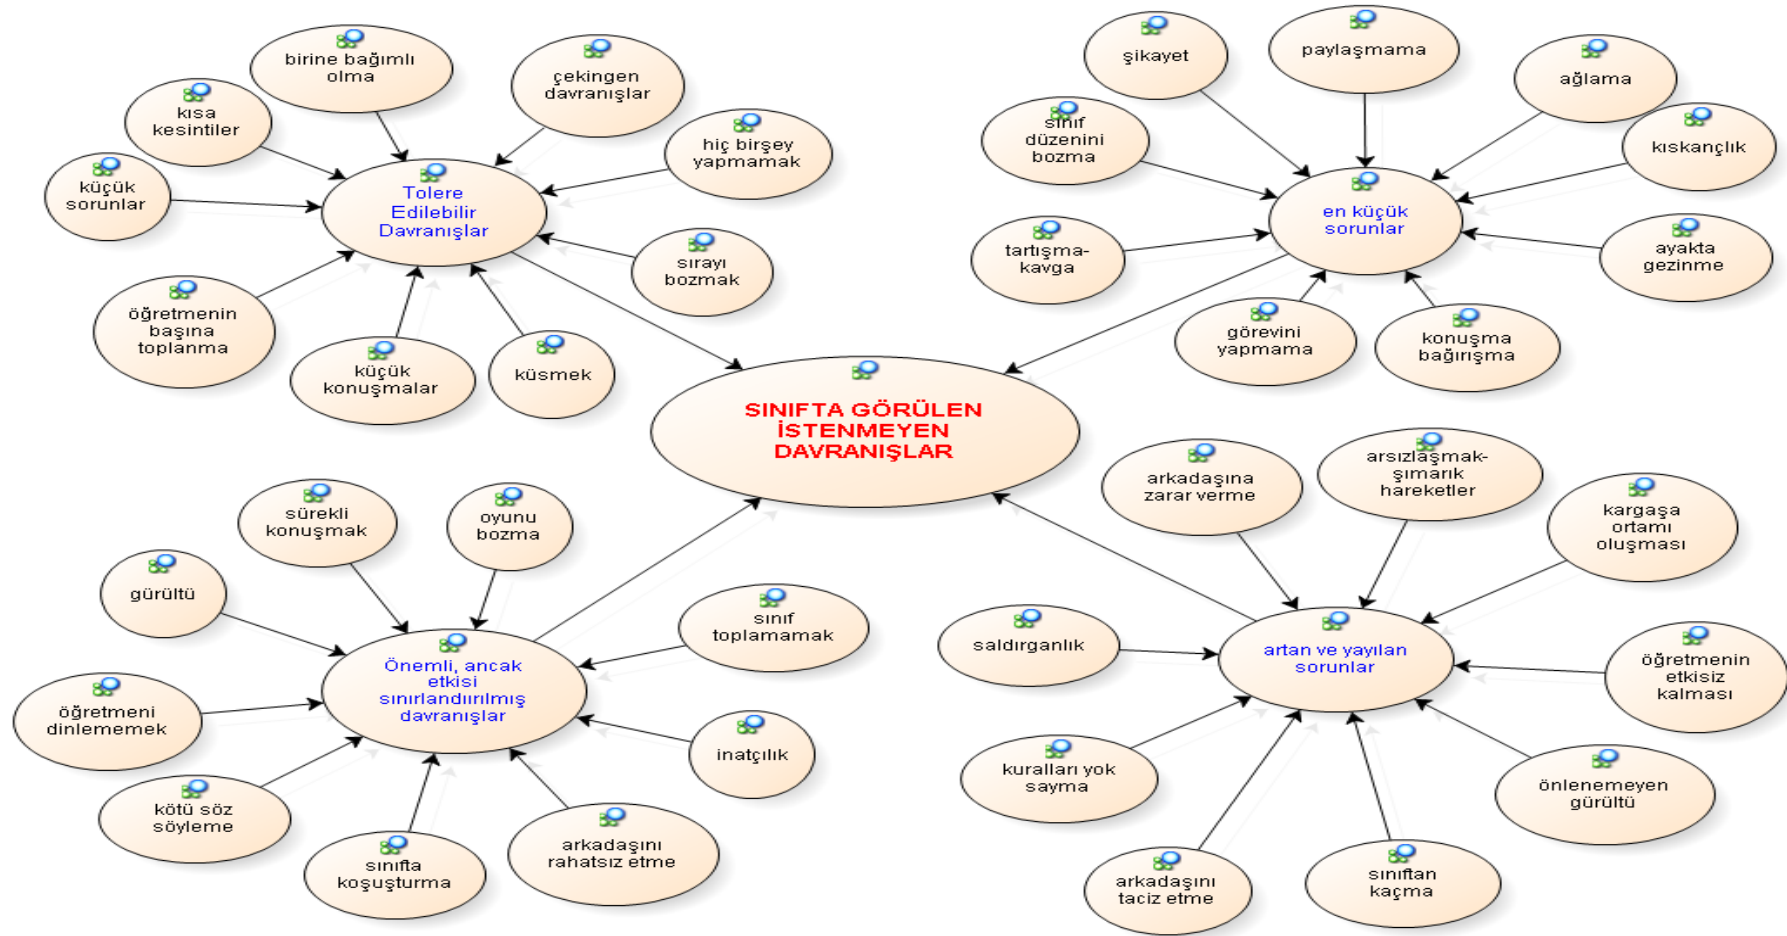 birine bağımlı
olma
çekingen
davranışlar
kısa
kesintiler
hiç birşey
yapmamak
küçük
sorunlar
Tolere
Edilebilir
Davranışlar
sırayı
bozmak
öğretmenin
başına
toplanma
küçük
konuşmalar
küsmek
şikayet
paylaşmama
ağlama
sınıf
düzenini
bozma
kıskançlık
en küçük
sorunlar
tartışma-
kavga
ayakta
gezinme
görevini
yapmama
konuşma
bağırışma
SINIFTA GÖRÜLEN
İSTENMEYEN
DAVRANIŞLAR
sürekli
konuşmak
oyunu
bozma
gürültü
sınıf
toplamamak
Önemli, ancak
etkisi
sınırlandıırılmış
davranışlar
öğretmeni
dinlememek
inatçılık
kötü söz
söyleme
sınıfta
koşuşturma
arkadaşını
rahatsız etme
arkadaşına
zarar verme
arsızlaşmak-
şımarık
hareketler
kargaşa
ortamı
oluşması
saldırganlık
artan ve yayılan
sorunlar
öğretmenin
etkisiz
kalması
kuralları yok
sayma
önlenemeyen
gürültü
arkadaşını
taciz etme
sınıftan
kaçma